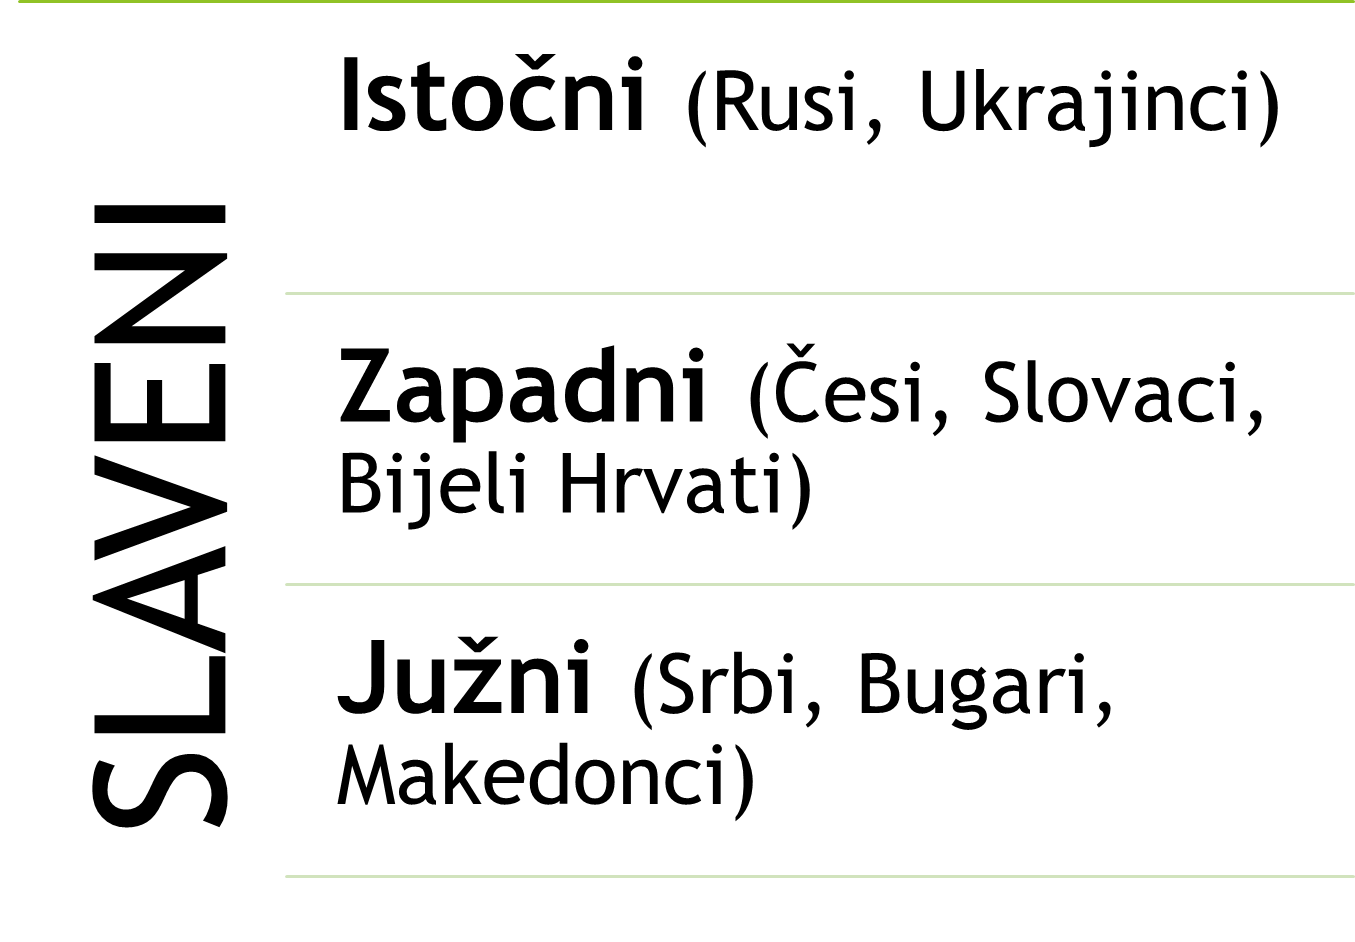 SLAVENI
Istočni (Rusi, Ukrajinci)
Zapadni (Česi, Slovaci,
Bijeli Hrvati)
Južni (Srbi, Bugari,
Makedonci)